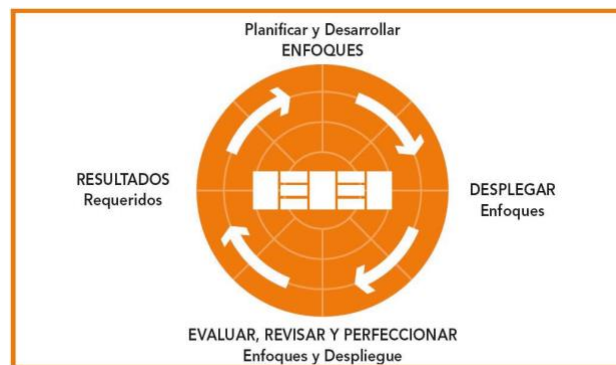 Planificar y Desarrollar
ENFOQUES
RESULTADOS
Requeridos
DESPLEGAR
Enfoques
EVALUAR, REVISAR Y PERFECCIONAR
Enfoques y Despliegue